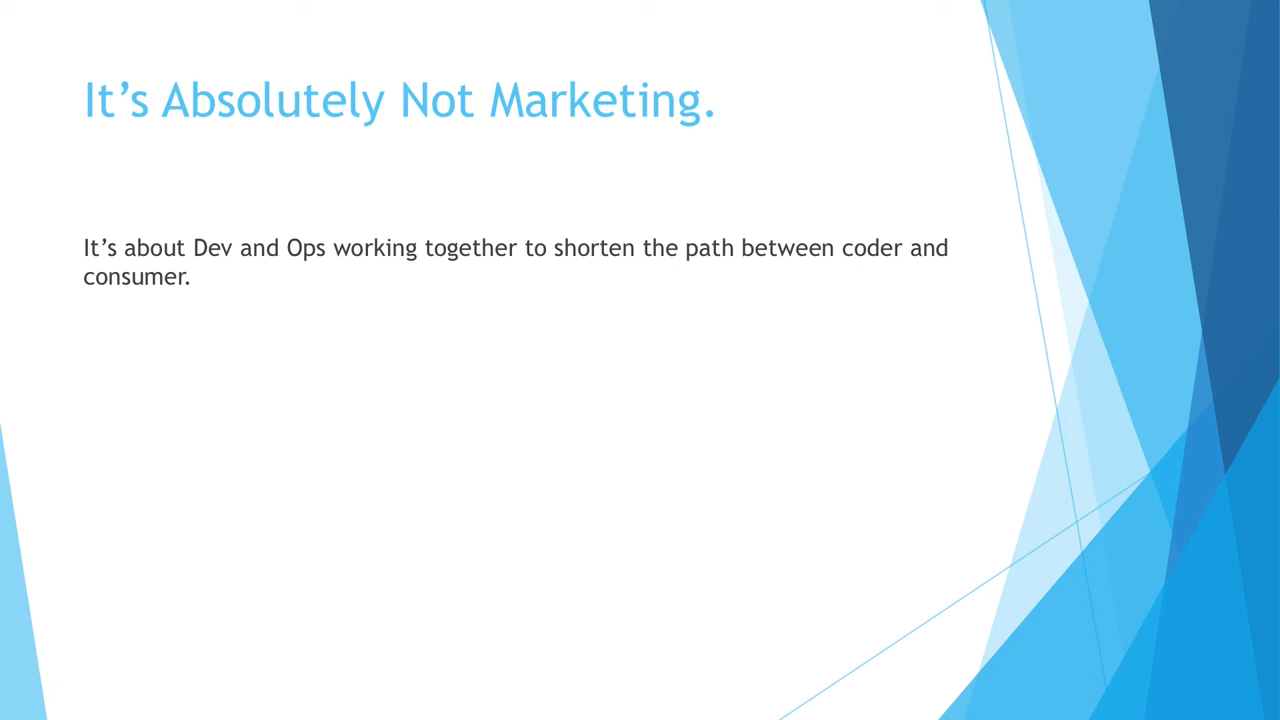 It’s Absolutely Not Marketing.
It’s about Dev and Ops working together to shorten the path between coder and
consumer.